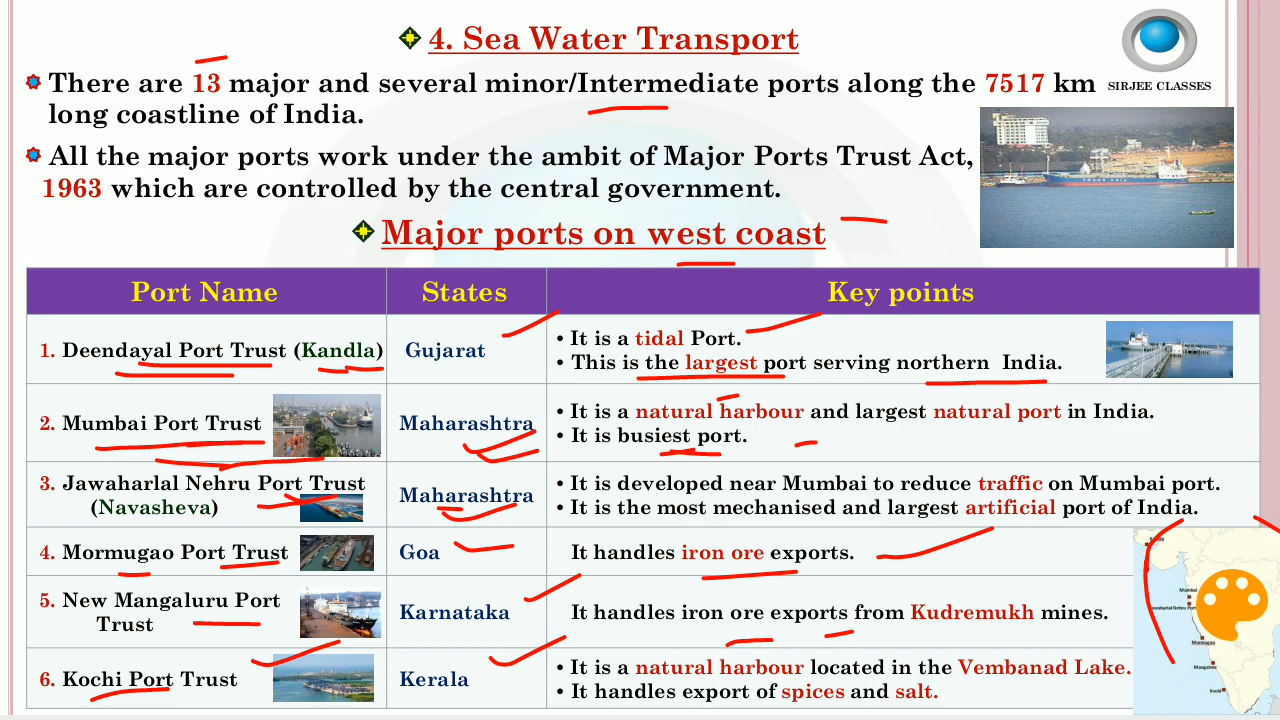 4. Sea Water Transport
There are 13 major and several minor/Intermediate ports along the 7517 km
long coastline of India.
SIRJEE CLASSES
All the major ports work under the ambit of Major Ports Trust Act,
1963 which are controlled by the central government.
Major ports on west coast
Port Name States Key points
1. Deendayal Port Trust (Kandla) Gujarat
• It is a tidal Port.
• This is the largest port serving northern India.
2. Mumbai Port Trust Maharashtra
• It is a natural harbour and largest natural port in India.
• It is busiest port.
3. Jawaharlal Nehru Port Trust
(Navasheva)
Maharashtra
• It is developed near Mumbai to reduce traffic on Mumbai port.
• It is the most mechanised and largest artificial port of India.
4. Mormugao Port Trust Goa It handles iron ore exports.
5. New Mangaluru Port
Trust
Karnataka It handles iron ore exports from Kudremukh mines.
6. Kochi Port Trust Kerala
• It is a natural harbour located in the Vembanad Lake.
• It handles export of spices and salt.
Mumbai
Jawaharlal Nehru Port
Mormugao
Mangalore
Kochi